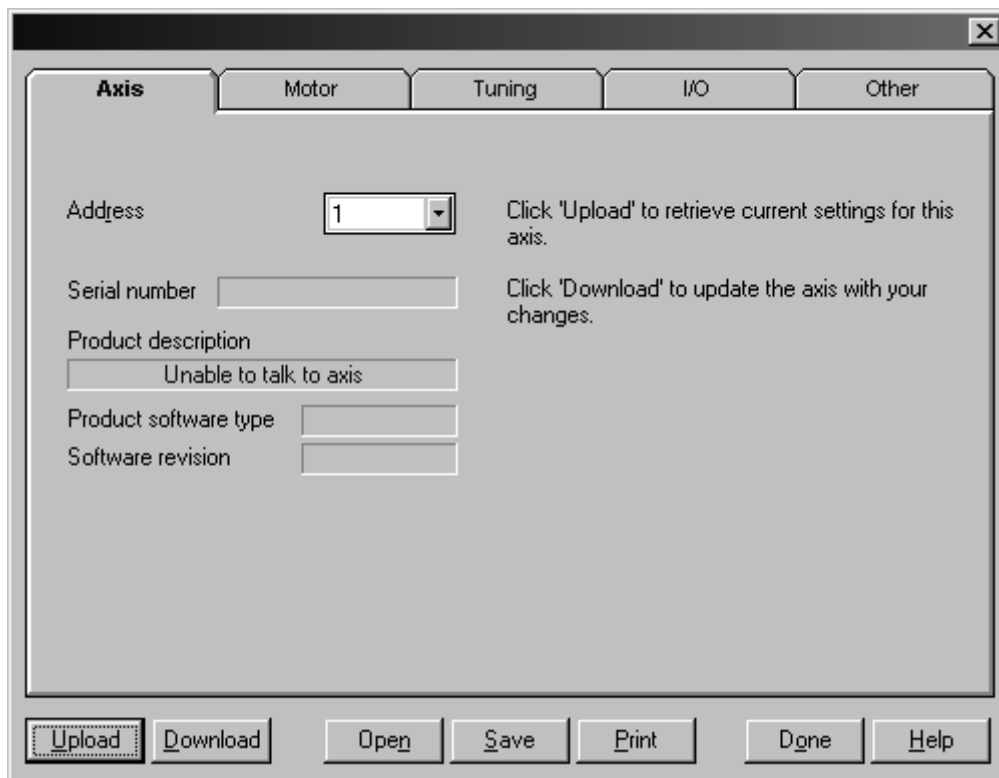 Axis Motor Tuning I/O Other
Address 1
Click 'Upload' to retrieve current settings for this
axis.
Serial number
Click 'Download' to update the axis with your
changes.
Product description
Unable to talk to axis
Product software type
Software revision
Upload Download Open Save Print Done Help